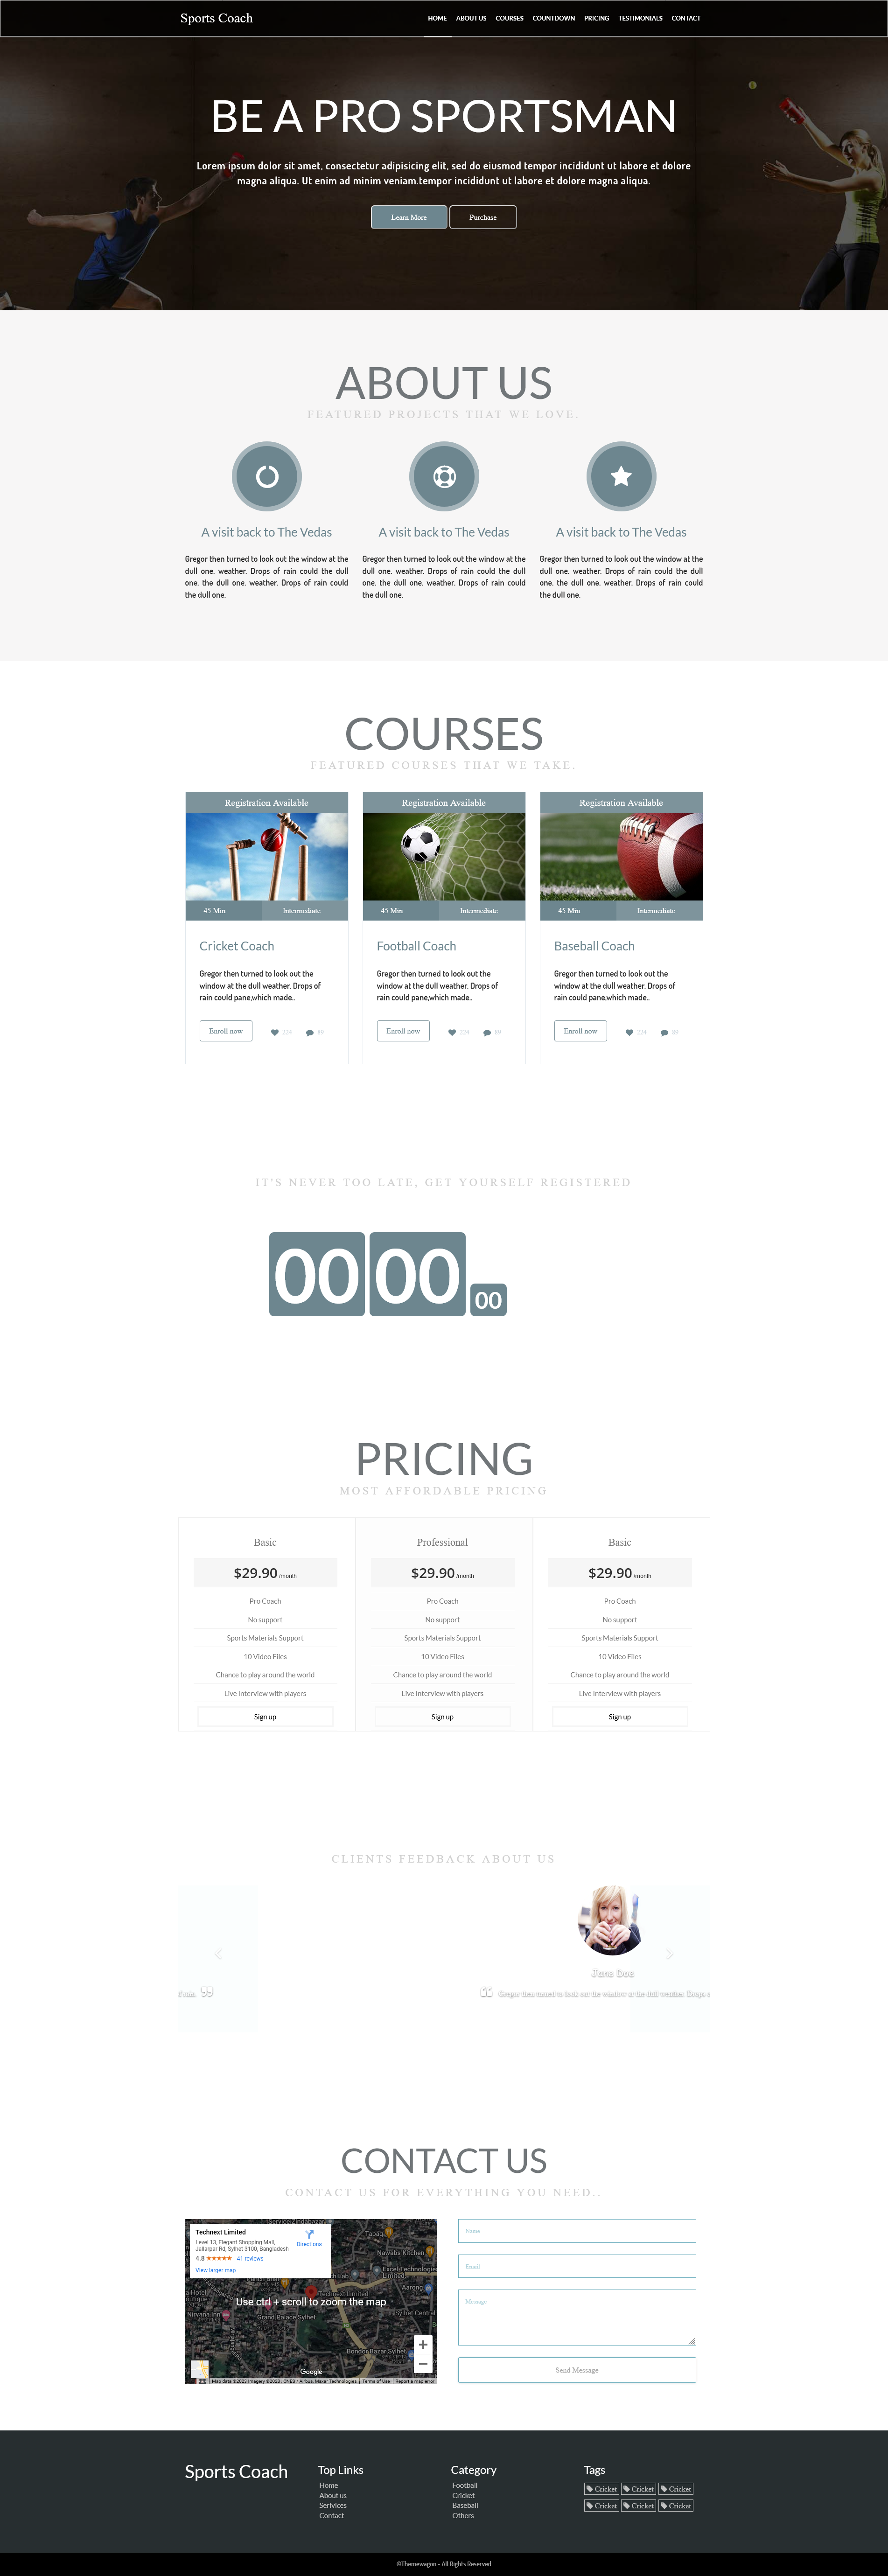 Sports Coach
HOME ABOUT US COURSES COUNTDOWN PRICING TESTIMONIALS CONTACT
BE A PRO SPORTSMAN
Lorem ipsum dolor sit amet, consectetur adipisicing elit, sed do eiusmod tempor incididunt ut labore et dolore
magna aliqua. Ut enim ad minim veniam.tempor incididunt ut labore et dolore magna aliqua.
Learn More Purchase
ABOUT US
FEATURED PROJECTS THAT WE LOVE.
A visit back to The Vedas
Gregor then turned to look out the window at the
dull one. weather. Drops of rain could the dull
one. the dull one. weather. Drops of rain could
the dull one.
A visit back to The Vedas
Gregor then turned to look out the window at the
dull one. weather. Drops of rain could the dull
one. the dull one. weather. Drops of rain could
the dull one.
A visit back to The Vedas
Gregor then turned to look out the window at the
dull one. weather. Drops of rain could the dull
one. the dull one. weather. Drops of rain could
the dull one.
COURSES
FEATURED COURSES THAT WE TAKE.
Registration Available
45 Min Intermediate
Cricket Coach
Gregor then turned to look out the
window at the dull weather. Drops of
rain could pane,which made..
Enroll now 224 89
Registration Available
45 Min Intermediate
Football Coach
Gregor then turned to look out the
window at the dull weather. Drops of
rain could pane,which made..
Enroll now 224 89
Registration Available
45 Min Intermediate
Baseball Coach
Gregor then turned to look out the
window at the dull weather. Drops of
rain could pane,which made..
Enroll now 224 89
IT'S NEVER TOO LATE, GET YOURSELF REGISTERED
00 00 00
PRICING
MOST AFFORDABLE PRICING
Basic
$29.90 /month
Pro Coach
No support
Sports Materials Support
10 Video Files
Chance to play around the world
Live Interview with players
Sign up
Professional
$29.90 /month
Pro Coach
No support
Sports Materials Support
10 Video Files
Chance to play around the world
Live Interview with players
Sign up
Basic
$29.90 /month
Pro Coach
No support
Sports Materials Support
10 Video Files
Chance to play around the world
Live Interview with players
Sign up
CLIENTS FEEDBACK ABOUT US
Jana Doe
of rain. ”
“ Gregor then turned to look out the window at the dull weather. Drops o
CONTACT US
CONTACT US FOR EVERYTHING YOU NEED..
Technext Limited
Level 13, Elegant Shopping Mall,
Jallarpar Rd, Sylhet 3100, Bangladesh
4.8 ★★★★★ 41 reviews
View larger map
Directions
Nawabs Kitchen
Aarong
Technext Limited
Use ctrl + scroll to zoom the map
Nirvana Inn
Grand Palace Sylhet
Sylhet Central
Bondor Bazar Sylhet
Google
Map data ©2023 Imagery ©2023 , CNES / Airbus, Maxar Technologies Terms of Use Report a map error
Name
Email
Message
Send Message
Sports Coach
Top Links
Home
About us
Serivices
Contact
Category
Football
Cricket
Baseball
Others
Tags
Cricket Cricket Cricket
Cricket Cricket Cricket
©Themewagon - All Rights Reserved